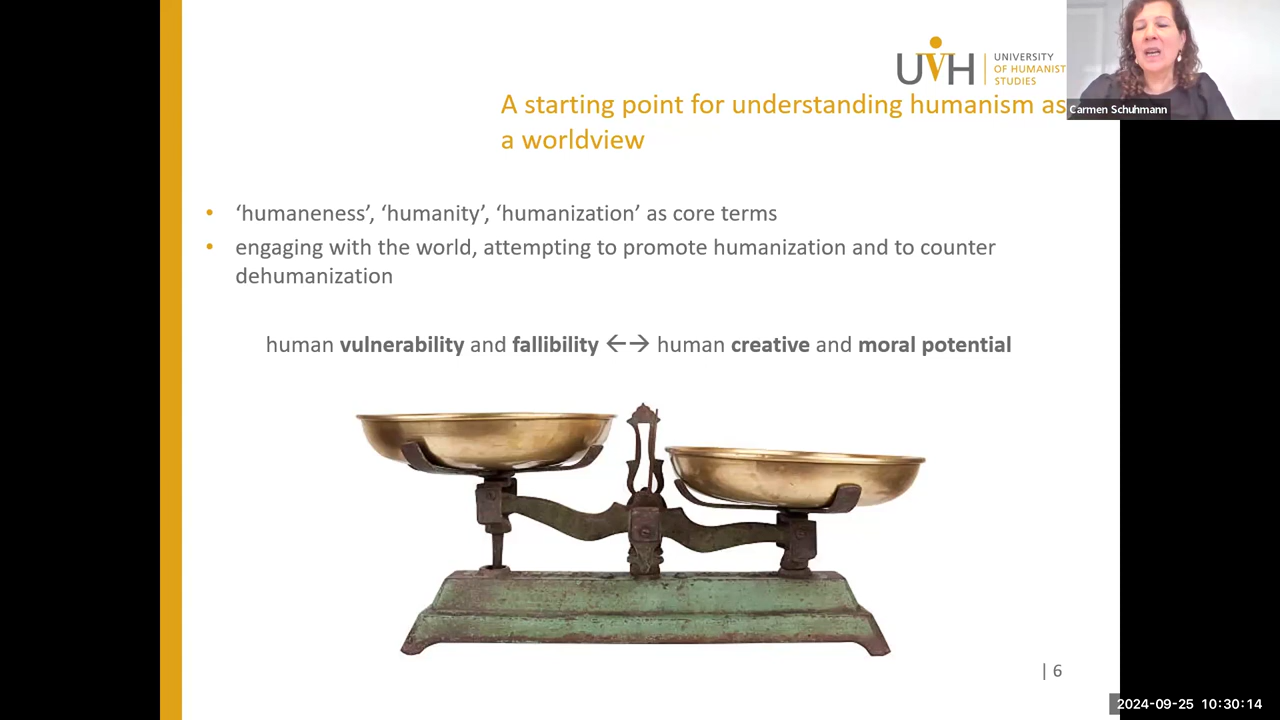 UVH
UNIVERSITY
OF HUMANIST
STUDIES
Carmen Schuhmann
A starting point for understanding humanism as
a worldview
• ‘humaneness’, ‘humanity’, ‘humanization’ as core terms
• engaging with the world, attempting to promote humanization and to counter
dehumanization
human vulnerability and fallibility ←→ human creative and moral potential
| 6
2024-09-25 10:30:14